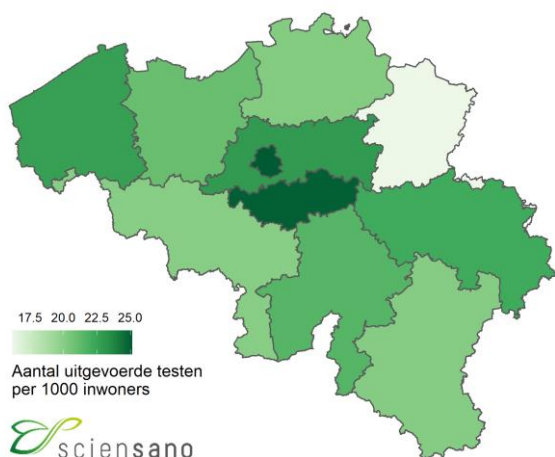 17.5 20.0 22.5 25.0
Aantal uitgevoerde testen
per 1000 inwoners
sciensano